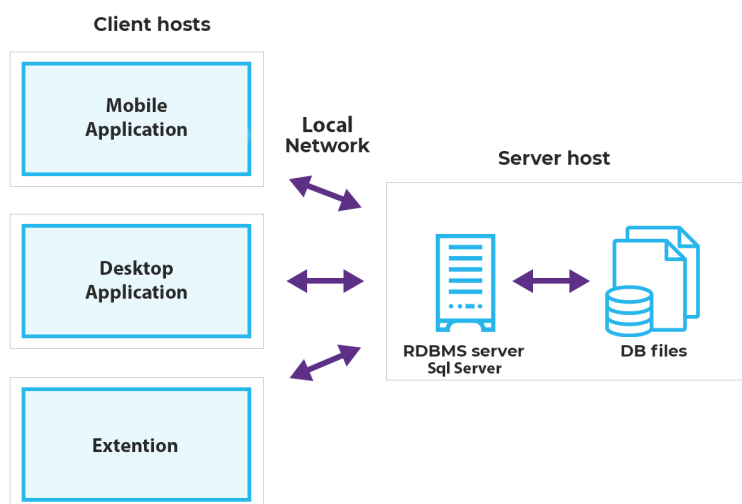 Client hosts
Mobile
Application
Local
Network
Server host
Desktop
Application
RDBMS server
Sql Server
DB files
Extention